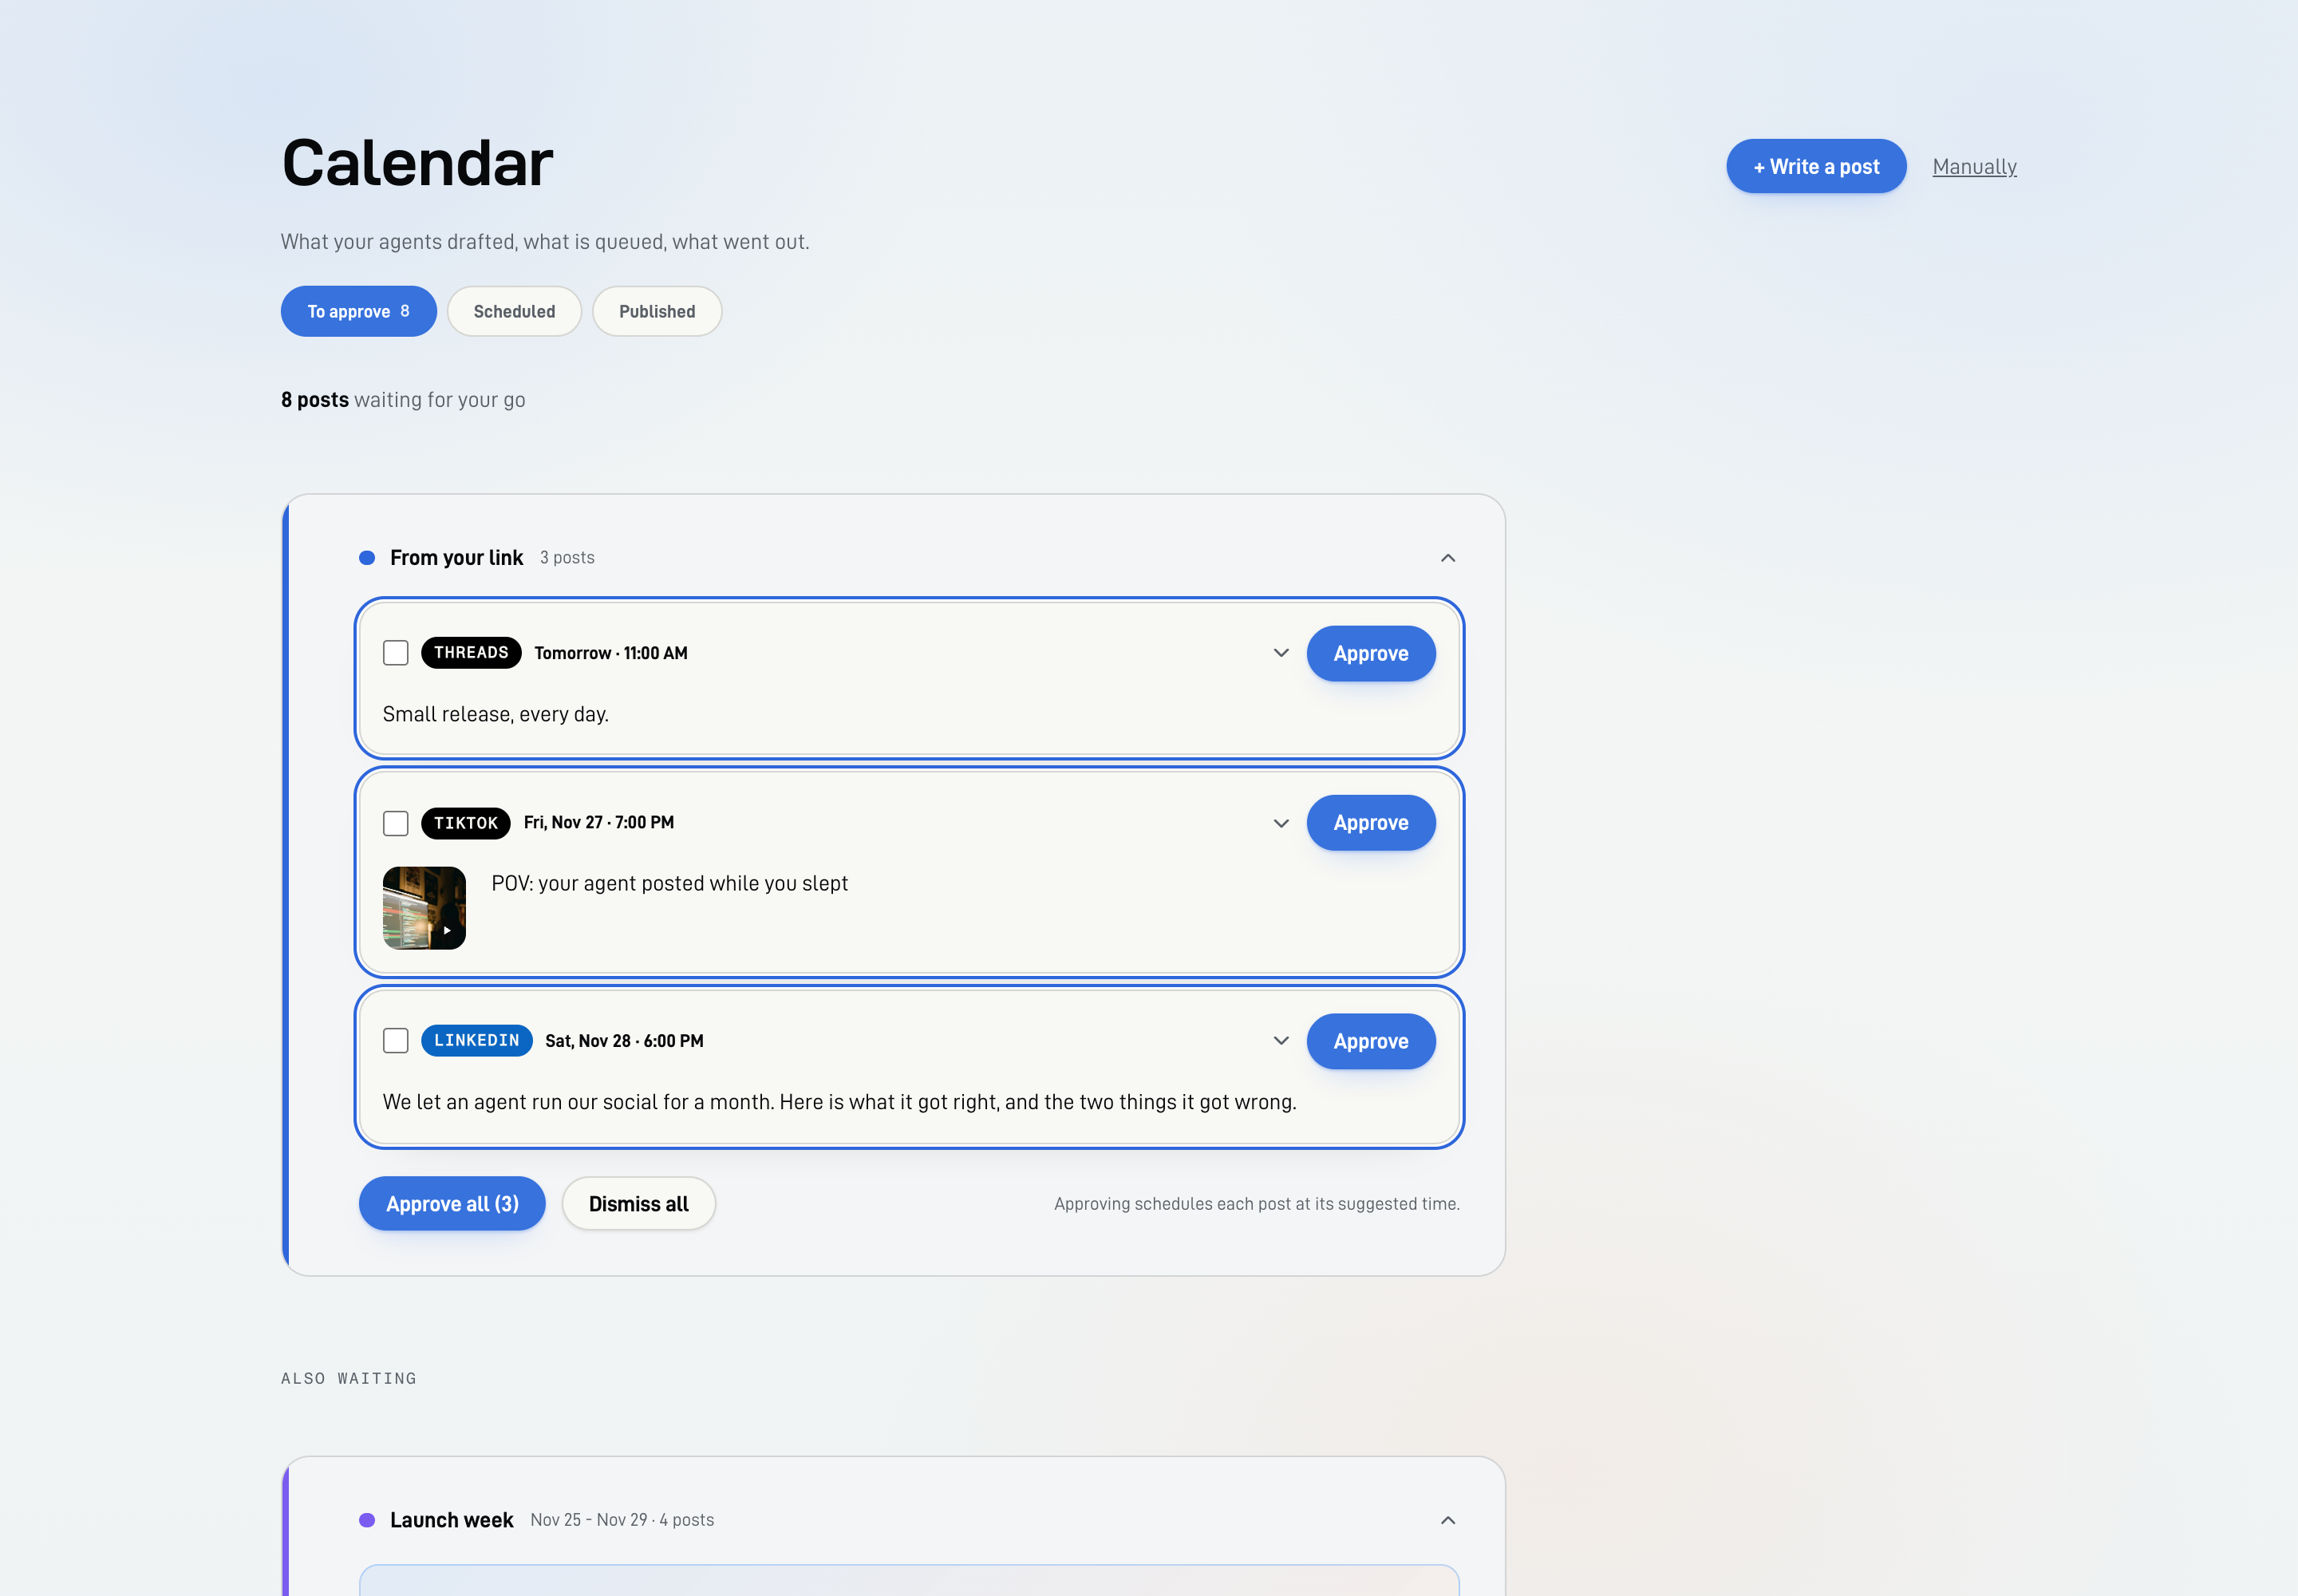 Calendar
+ Write a post
Manually
What your agents drafted, what is queued, what went out.
To approve 8
Scheduled
Published
8 posts waiting for your go
From your link 3 posts
THREADS Tomorrow · 11:00 AM
Approve
Small release, every day.
TIKTOK Fri, Nov 27 · 7:00 PM
Approve
POV: your agent posted while you slept
LINKEDIN Sat, Nov 28 · 6:00 PM
Approve
We let an agent run our social for a month. Here is what it got right, and the two things it got wrong.
Approve all (3)
Dismiss all
Approving schedules each post at its suggested time.
ALSO WAITING
Launch week Nov 25 - Nov 29 · 4 posts